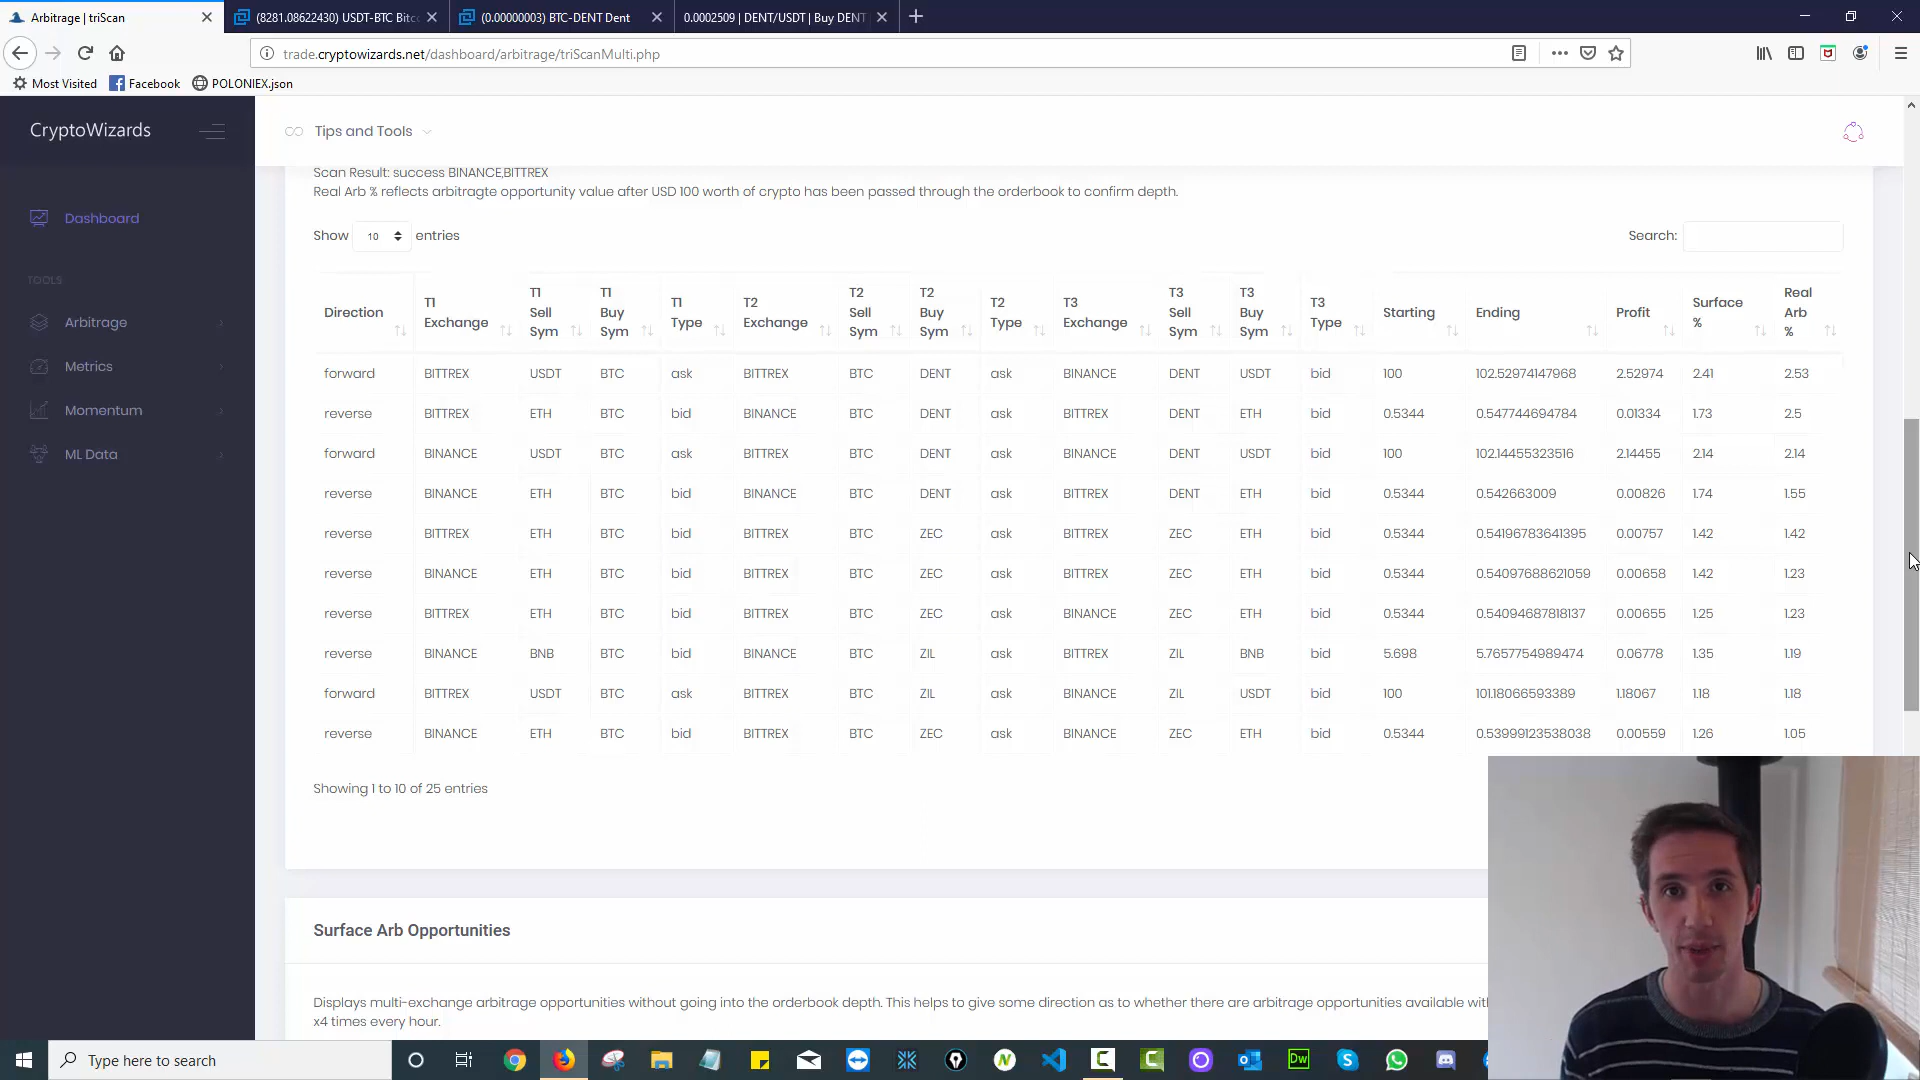 Arbitrage | triScan
(8281.08622430) USDT-BTC Bitc
(0.00000003) BTC-DENT Dent
0.0002509 | DENT/USDT | Buy DENT
trade.cryptowizards.net/dashboard/arbitrage/triScanMulti.php
Most Visited Facebook POLONIEX.json
CryptoWizards
Tips and Tools
Dashboard
TOOLS
Arbitrage
Metrics
Momentum
ML Data
Scan Result: success BINANCE,BITTREX
Real Arb % reflects arbitragte opportunity value after USD 100 worth of crypto has been passed through the orderbook to confirm depth.
Show 10 entries
Search:
Direction T1 Exchange T1 Sell Sym T1 Buy Sym T1 Type T2 Exchange T2 Sell Sym T2 Buy Sym T2 Type T3 Exchange T3 Sell Sym T3 Buy Sym T3 Type Starting Ending Profit Surface % Real Arb %
forward BITTREX USDT BTC ask BITTREX BTC DENT ask BINANCE DENT USDT bid 100 102.52974147968 2.52974 2.41 2.53
reverse BITTREX ETH BTC bid BINANCE BTC DENT ask BITTREX DENT ETH bid 0.5344 0.547744694784 0.01334 1.73 2.5
forward BINANCE USDT BTC ask BITTREX BTC DENT ask BINANCE DENT USDT bid 100 102.14455323516 2.14455 2.14 2.14
reverse BINANCE ETH BTC bid BINANCE BTC DENT ask BITTREX DENT ETH bid 0.5344 0.542663009 0.00826 1.74 1.55
reverse BITTREX ETH BTC bid BITTREX BTC ZEC ask BITTREX ZEC ETH bid 0.5344 0.54196783641395 0.00757 1.42 1.42
reverse BINANCE ETH BTC bid BITTREX BTC ZEC ask BITTREX ZEC ETH bid 0.5344 0.54097688621059 0.00658 1.42 1.23
reverse BITTREX ETH BTC bid BITTREX BTC ZEC ask BINANCE ZEC ETH bid 0.5344 0.54094687818137 0.00655 1.25 1.23
reverse BINANCE BNB BTC bid BINANCE BTC ZIL ask BITTREX ZIL BNB bid 5.698 5.7657754989474 0.06778 1.35 1.19
forward BITTREX USDT BTC ask BITTREX BTC ZIL ask BINANCE ZIL USDT bid 100 101.18066593389 1.18067 1.18 1.18
reverse BINANCE ETH BTC bid BITTREX BTC ZEC ask BINANCE ZEC ETH bid 0.5344 0.53999123538038 0.00559 1.26 1.05
Showing 1 to 10 of 25 entries
Surface Arb Opportunities
Displays multi-exchange arbitrage opportunities without going into the orderbook depth. This helps to give some direction as to whether there are arbitrage opportunities available wit
x4 times every hour.
Type here to search
Dw